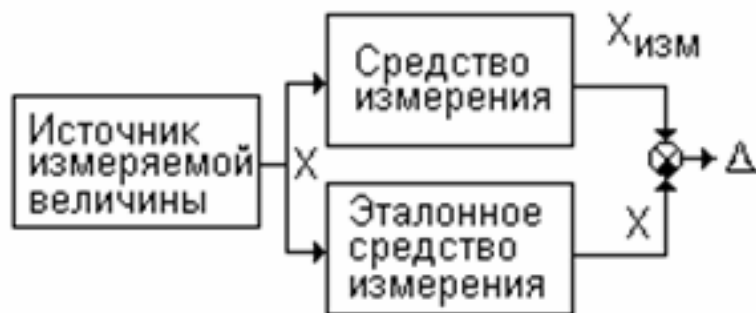 Источник
измеряемой
величины
X
Средство
измерения
Xизм
Эталонное
средство
измерения
X
Δ